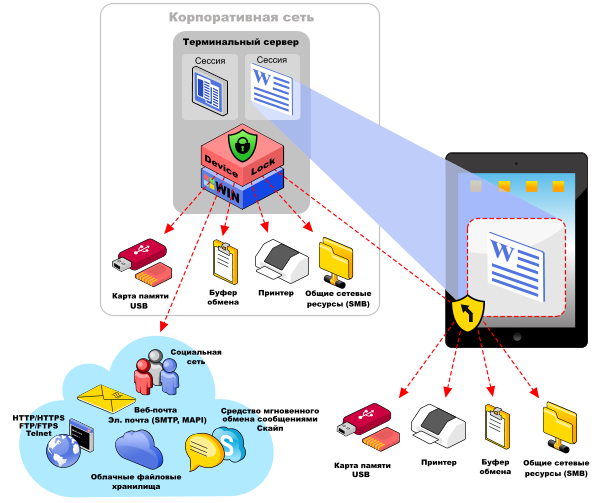 Корпоративная сеть
Терминальный сервер
Сессия
Сессия
W
Device
Lock
WIN
W
Карта памяти
USB
Буфер
обмена
Принтер
Общие сетевые
ресурсы (SMB)
Социальная
сеть
Веб-почта
Эл. почта (SMTP, MAPI)
HTTP/HTTPS
FTP/FTPS
Telnet
Средство мгновенного
обмена сообщениями
Скайп
S
Облачные файловые
хранилища
Карта памяти
USB
Принтер
Буфер
обмена
Общие сетевые
ресурсы (SMB)